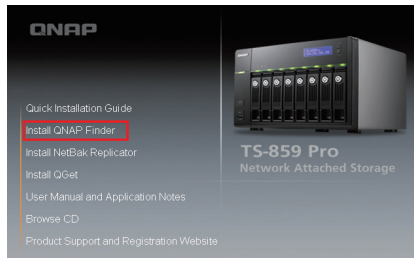 QNAP
Quick Installation Guide
Install QNAP Finder
Install NetBak Replicator
Install QGet
User Manual and Application Notes
Browse CD
Product Support and Registration Website
TS-859 Pro
Network Attached Storage